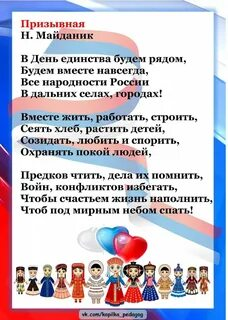 Призывная
Н. Майданик
В День единства будем рядом,
Будем вместе навсегда,
Все народности России
В дальних селах, городах!
Вместе жить, работать, строить,
Сеять хлеб, растить детей,
Созидать, любить и спорить,
Охранять покой людей,
Предков чтить, дела их помнить,
Войн, конфликтов избегать,
Чтобы счастьем жизнь наполнить,
Чтоб под мирным небом спать!
vk.com/kopilka_pedagog